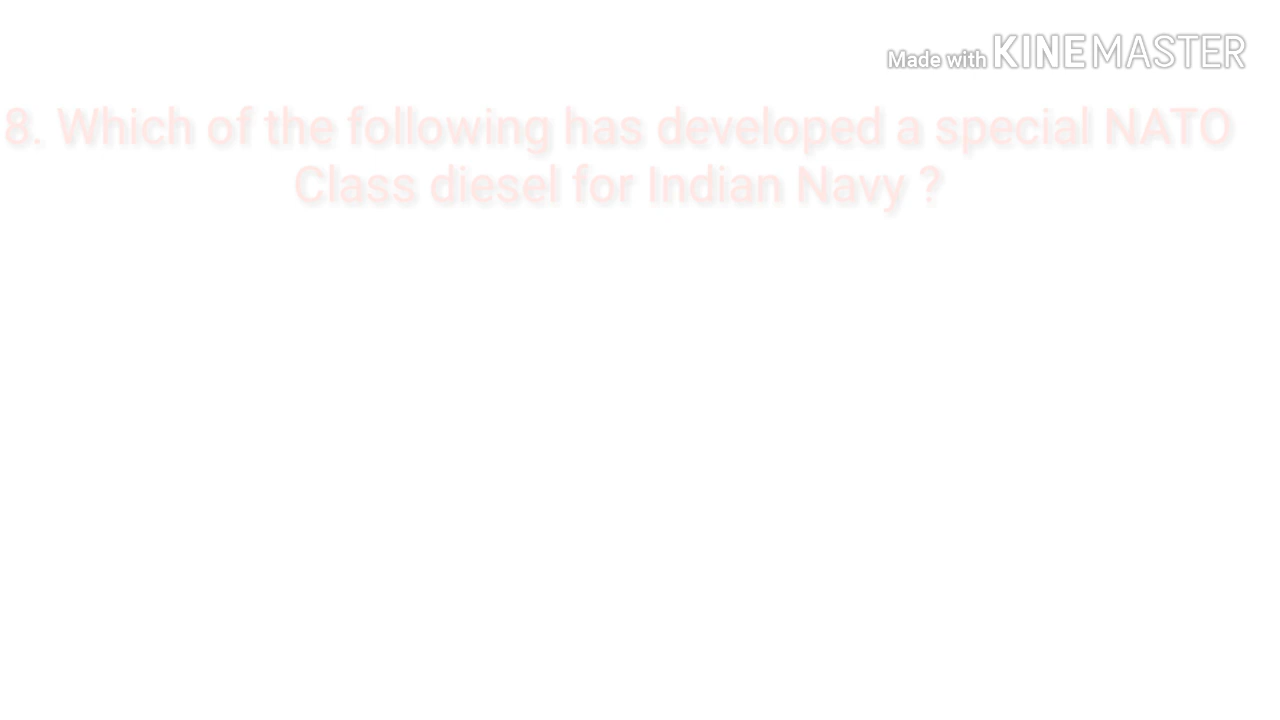 Made with KINEMASTER
8. Which of the following has developed a special NATO
Class diesel for Indian Navy ?